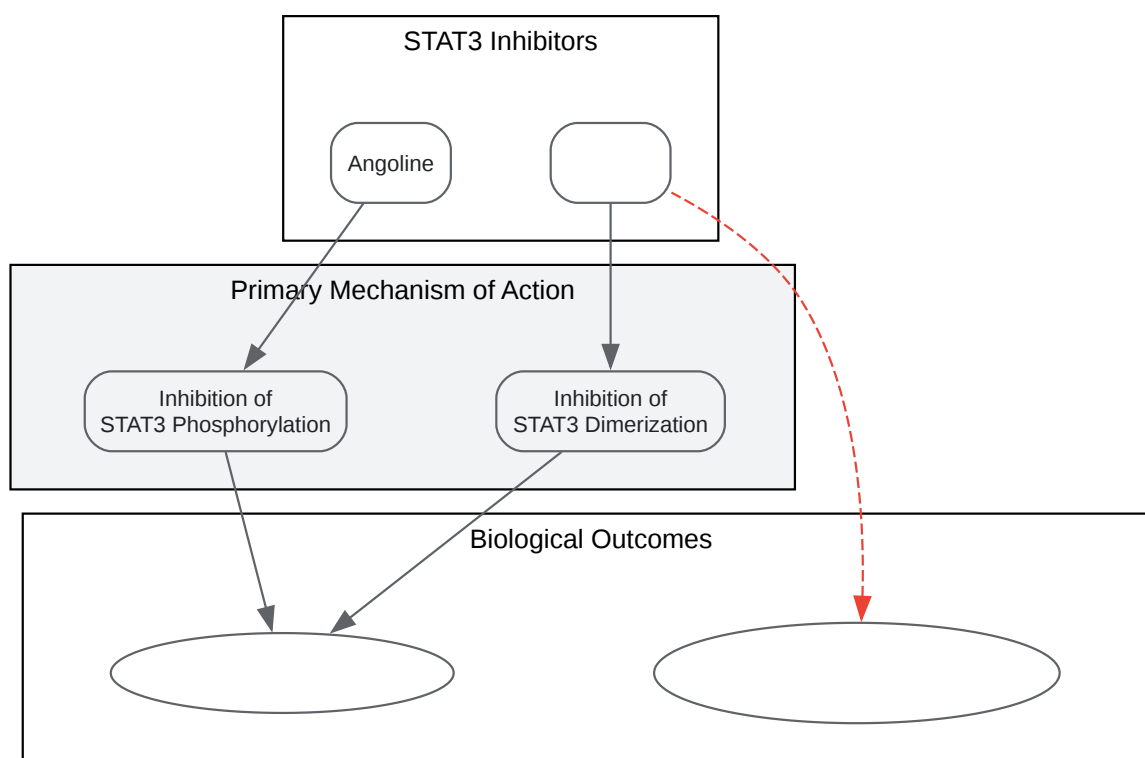 STAT3 Inhibitors
Angoline
Primary Mechanism of Action
Inhibition of
STAT3 Phosphorylation
Inhibition of
STAT3 Dimerization
Biological Outcomes